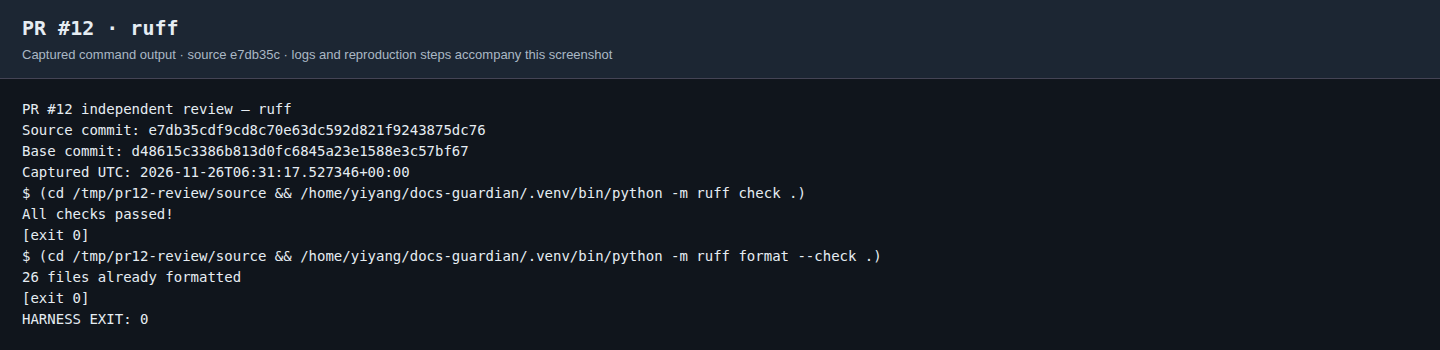 PR #12 · ruff
Captured command output · source e7db35c · logs and reproduction steps accompany this screenshot
PR #12 independent review — ruff
Source commit: e7db35cdf9cd8c70e63dc592d821f9243875dc76
Base commit: d48615c3386b813d0fc6845a23e1588e3c57bf67
Captured UTC: 2026-11-26T06:31:17.527346+00:00
$ (cd /tmp/pr12-review/source && /home/yiyang/docs-guardian/.venv/bin/python -m ruff check .)
All checks passed!
[exit 0]
$ (cd /tmp/pr12-review/source && /home/yiyang/docs-guardian/.venv/bin/python -m ruff format --check .)
26 files already formatted
[exit 0]
HARNESS EXIT: 0